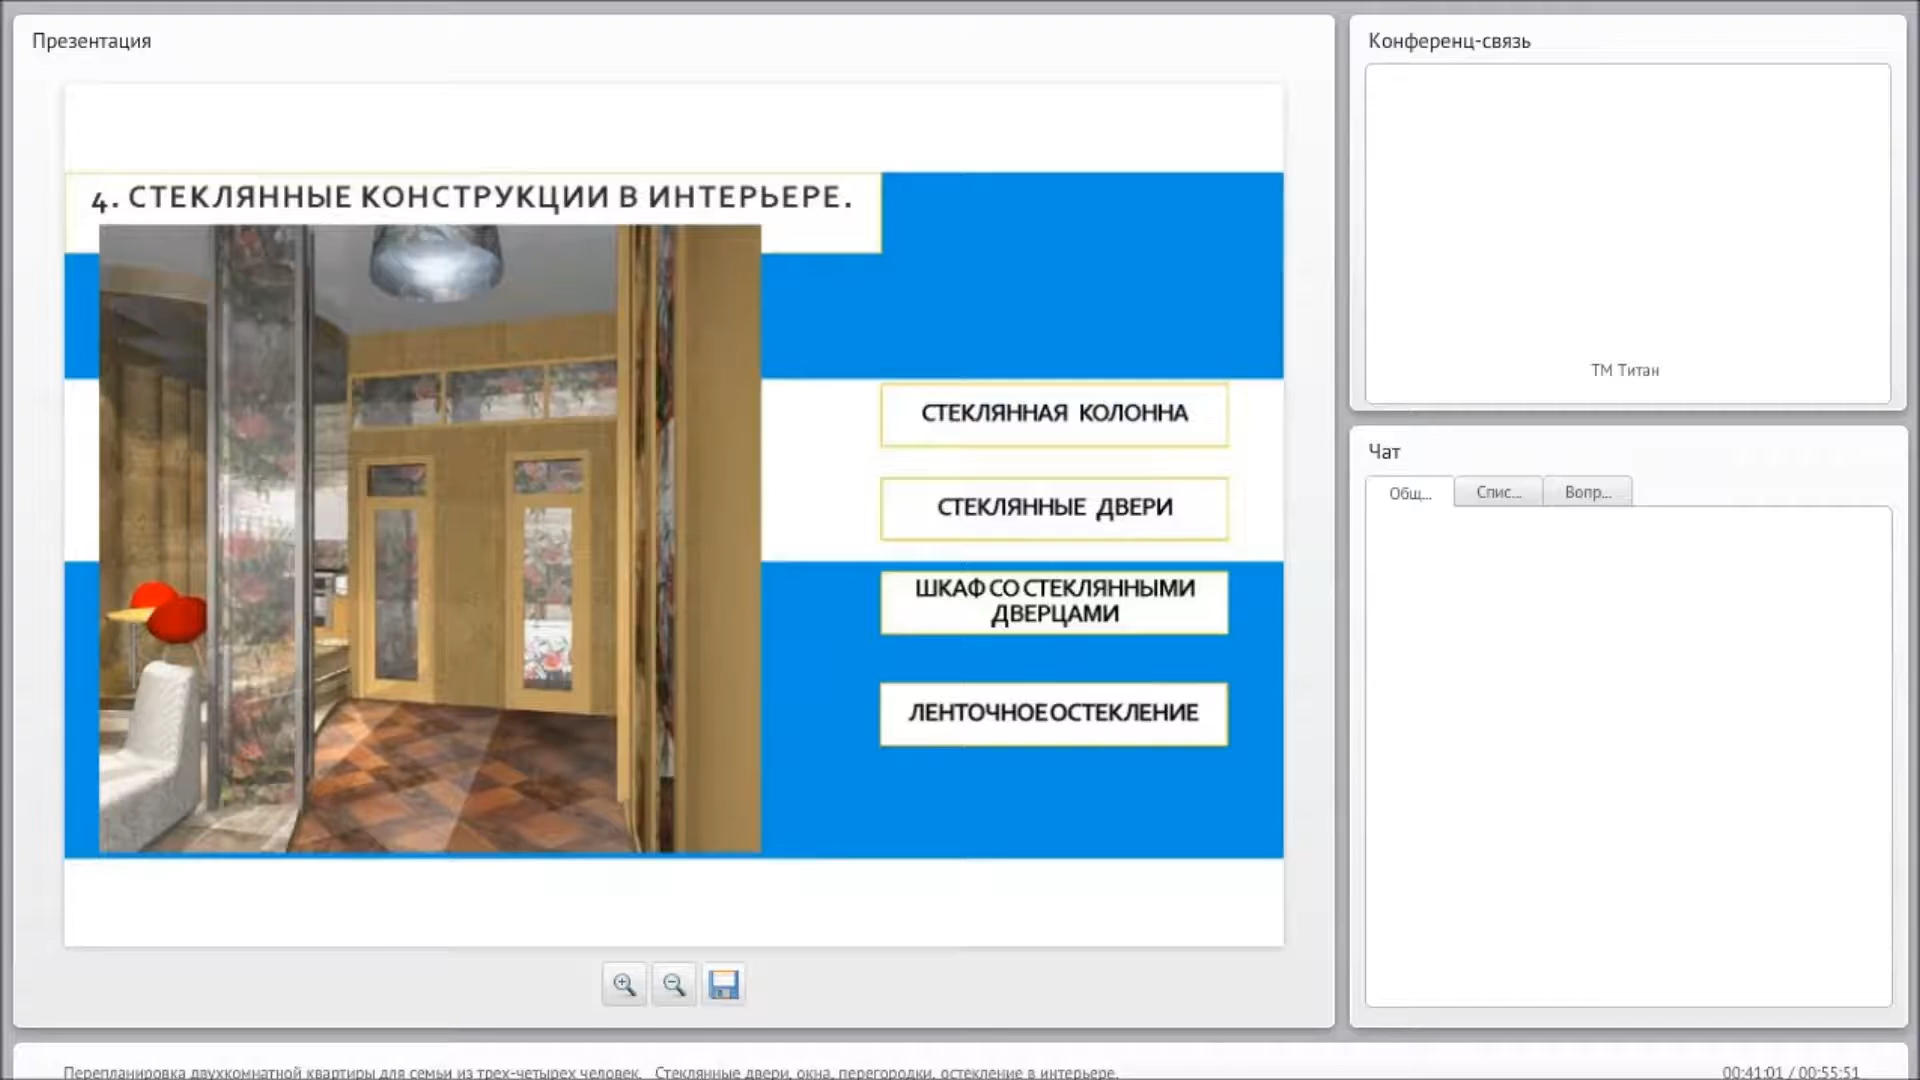 Презентация
4. СТЕКЛЯННЫЕ КОНСТРУКЦИИ В ИНТЕРЬЕРЕ.
СТЕКЛЯННАЯ КОЛОННА
СТЕКЛЯННЫЕ ДВЕРИ
ШКАФ СО СТЕКЛЯННЫМИ
ДВЕРЦАМИ
ЛЕНТОЧНОЕ ОСТЕКЛЕНИЕ
Конференц-связь
ТМ Титан
Чат
Общ...
Спис...
Вопр...
Перепланировка двухкомнатной квартиры для семьи из трех-четырех человек. Стеклянные двери, окна, перегородки, остекление в интерьере.
00:41:01 / 00:55:51